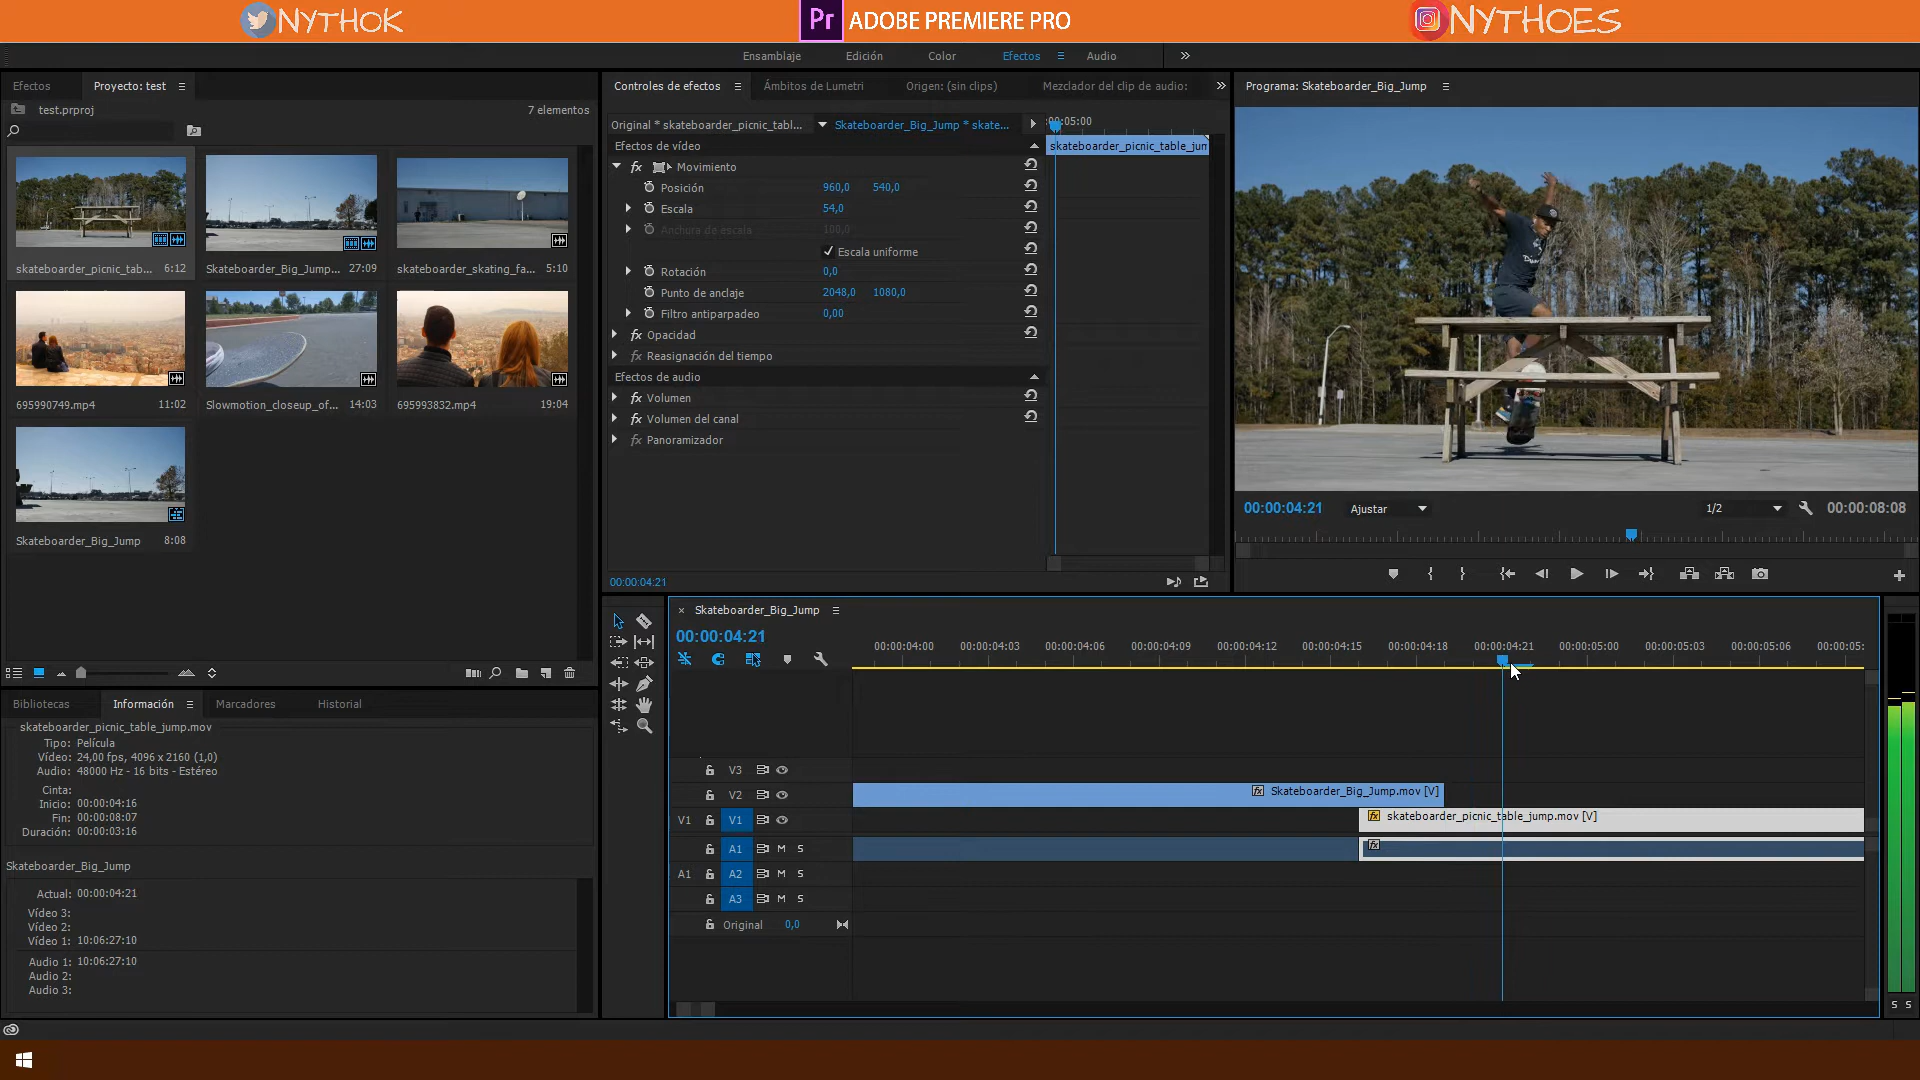 NYTHOK
Pr ADOBE PREMIERE PRO
NYTHOES
Ensamblaje Edición Color Efectos Audio
Efectos Proyecto: test
test.prproj 7 elementos
skateboarder_picnic_tab... 6:12 Skateboarder_Big_Jump... 27:09 skateboarder_skating_fa... 5:10
695990749.mp4 11:02 Slowmotion_closeup_of... 14:03 695993832.mp4 19:04
Skateboarder_Big_Jump 8:08
Controles de efectos Ámbitos de Lumetri Origen: (sin clips) Mezclador del clip de audio:
Original * skateboarder_picnic_tabl... Skateboarder_Big_Jump * skate...
:00:05:00
Efectos de vídeo
skateboarder_picnic_table_jum
fx Movimiento
Posición 960,0 540,0
Escala 54,0
Anchura de escala 100,0
Escala uniforme
Rotación 0,0
Punto de anclaje 2048,0 1080,0
Filtro antiparpadeo 0,00
fx Opacidad
fx Reasignación del tiempo
Efectos de audio
fx Volumen
fx Volumen del canal
fx Panoramizador
00:00:04:21
Programa: Skateboarder_Big_Jump
00:00:04:21 Ajustar 1/2 00:00:08:08
Bibliotecas Información Marcadores Historial
skateboarder_picnic_table_jump.mov
Tipo: Película
Vídeo: 24,00 fps, 4096 x 2160 (1,0)
Audio: 48000 Hz - 16 bits - Estéreo
Cinta:
Inicio: 00:00:04:16
Fin: 00:00:08:07
Duración: 00:00:03:16
Skateboarder_Big_Jump
Actual: 00:00:04:21
Vídeo 3:
Vídeo 2:
Vídeo 1: 10:06:27:10
Audio 1: 10:06:27:10
Audio 2:
Audio 3:
× Skateboarder_Big_Jump
00:00:04:21
00:00:04:00 00:00:04:03 00:00:04:06 00:00:04:12 00:00:04:15 00:00:04:18 00:00:04:21 00:00:05:00 00:00:05:03 00:00:05:06 00:00:05:
V3
V2 fx Skateboarder_Big_Jump.mov [V]
V1 V1 fx skateboarder_picnic_table_jump.mov [V]
A1 M S fx
A1 A2 M S
A3 M S
Original 0,0
S S